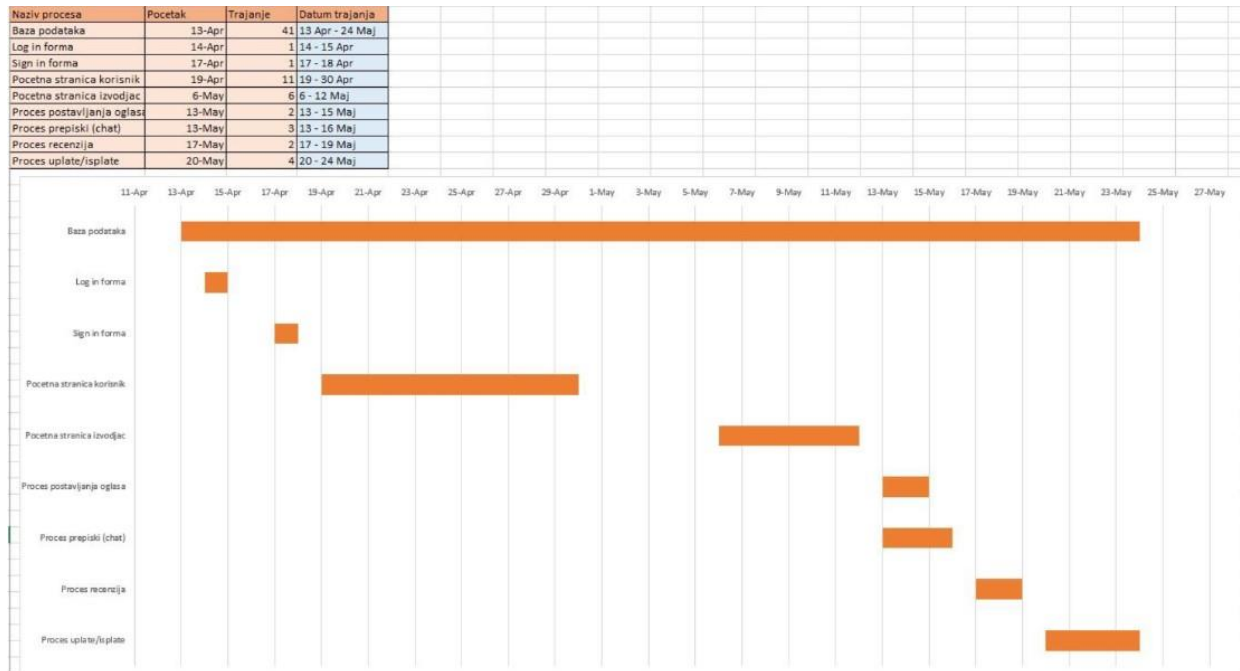 Naziv procesa Pocetak Trajanje Datum trajanja
Baza podataka 13-Apr 41 13 Apr - 24 Maj
Log in forma 14-Apr 1 14 - 15 Apr
Sign in forma 17-Apr 1 17 - 18 Apr
Pocetna stranica korisnik 19-Apr 11 19 - 30 Apr
Pocetna stranica izvodjac 6-May 6 6 - 12 Maj
Proces postavljanja oglasa 13-May 2 13 - 15 Maj
Proces prepiski (chat) 13-May 3 13 - 16 Maj
Proces recenzija 17-May 2 17 - 19 Maj
Proces uplate/isplate 20-May 4 20 - 24 Maj
11-Apr 13-Apr 15-Apr 17-Apr 19-Apr 21-Apr 23-Apr 25-Apr 27-Apr 29-Apr 1-May 3-May 5-May 7-May 9-May 11-May 13-May 15-May 17-May 19-May 21-May 23-May 25-May 27-May
Baza podataka
Log in forma
Sign in forma
Pocetna stranica korisnik
Pocetna stranica izvodjac
Proces postavljanja oglasa
Proces prepiski (chat)
Proces recenzija
Proces uplate/isplate